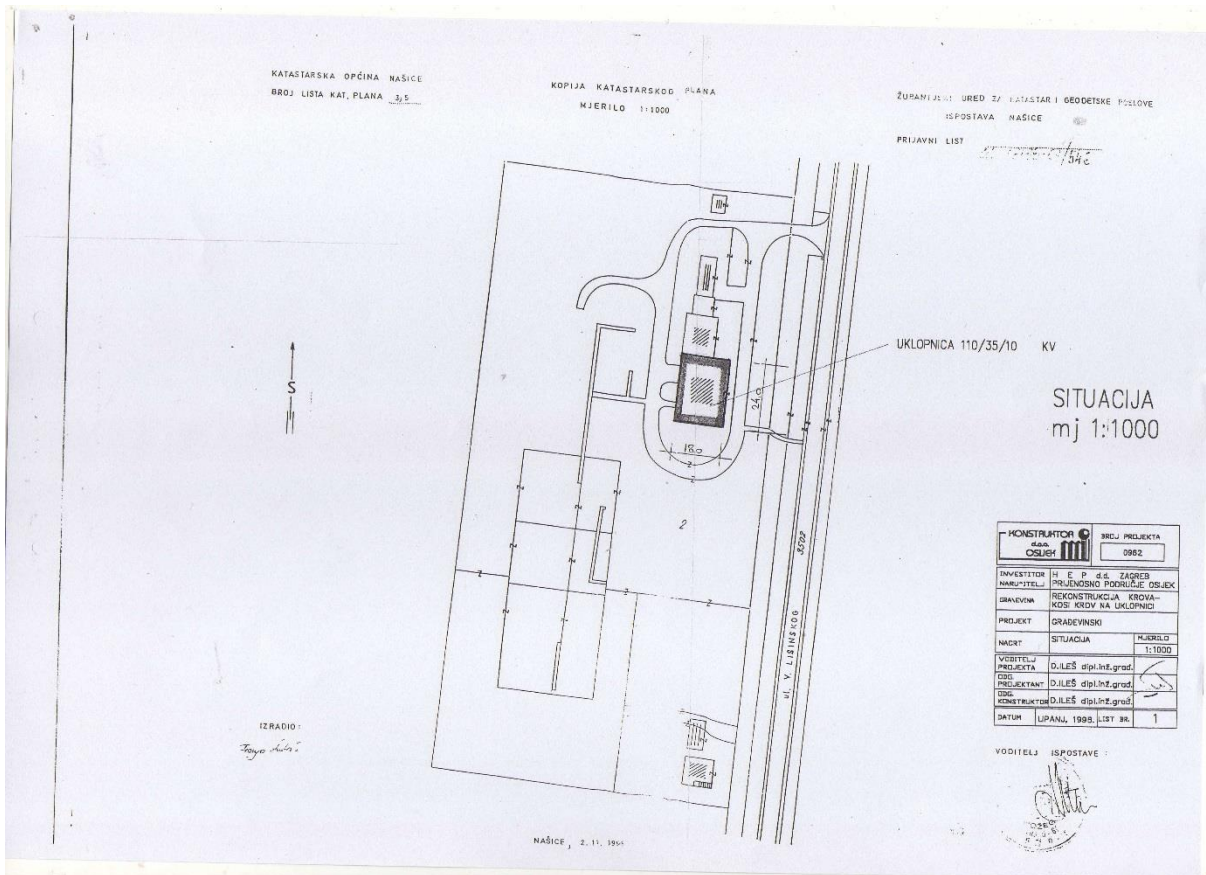 KATASTARSKA OPĆINA NAŠICE
BROJ LISTA KAT. PLANA 3,5
KOPIJA KATASTARSKOG PLANA
MJERILO 1:1000
ŽUPANIJSKI URED ZA KATASTAR I GEODETSKE POSLOVE
ISPOSTAVA NAŠICE
PRIJAVNI LIST
UKLOPNICA 110/35/10 KV
S
SITUACIJA
mj 1:1000
24.0
18.0
2
3502
ul. V. LISINSKOG
KONSTRUKTOR
d.o.o.
OSIJEK
BROJ PROJEKTA
0962
INVESTITOR
NARUČITELJ
H E P d.d. ZAGREB
PRIJENOSNO PODRUČJE OSIJEK
GRAĐEVINA
REKONSTRUKCIJA KROVA-
KOSI KROV NA UKLOPNICI
PROJEKT
GRAĐEVINSKI
NACRT
SITUACIJA
MJERILO
1:1000
VODITELJ
PROJEKTA
D.ILEŠ dipl.inž.građ.
ODG.
PROJEKTANT
D.ILEŠ dipl.inž.građ.
ODG.
KONSTRUKTOR
D.ILEŠ dipl.inž.građ.
DATUM
LIPANJ, 1998.
LIST BR.
1
IZRADIO:
VODITELJ ISPOSTAVE :
NAŠICE, 2. 11.